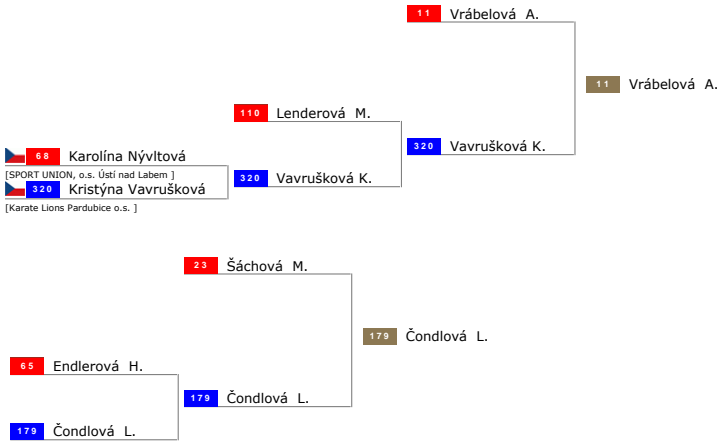 11 Vrábelová A.
11 Vrábelová A.
110 Lenderová M.
320 Vavrušková K.
68 Karolína Nývltová
[SPORT UNION, o.s. Ústí nad Labem ]
320 Vavrušková K.
320 Kristýna Vavrušková
[Karate Lions Pardubice o.s. ]
23 Šáchová M.
179 Čondlová L.
65 Endlerová H.
179 Čondlová L.
179 Čondlová L.